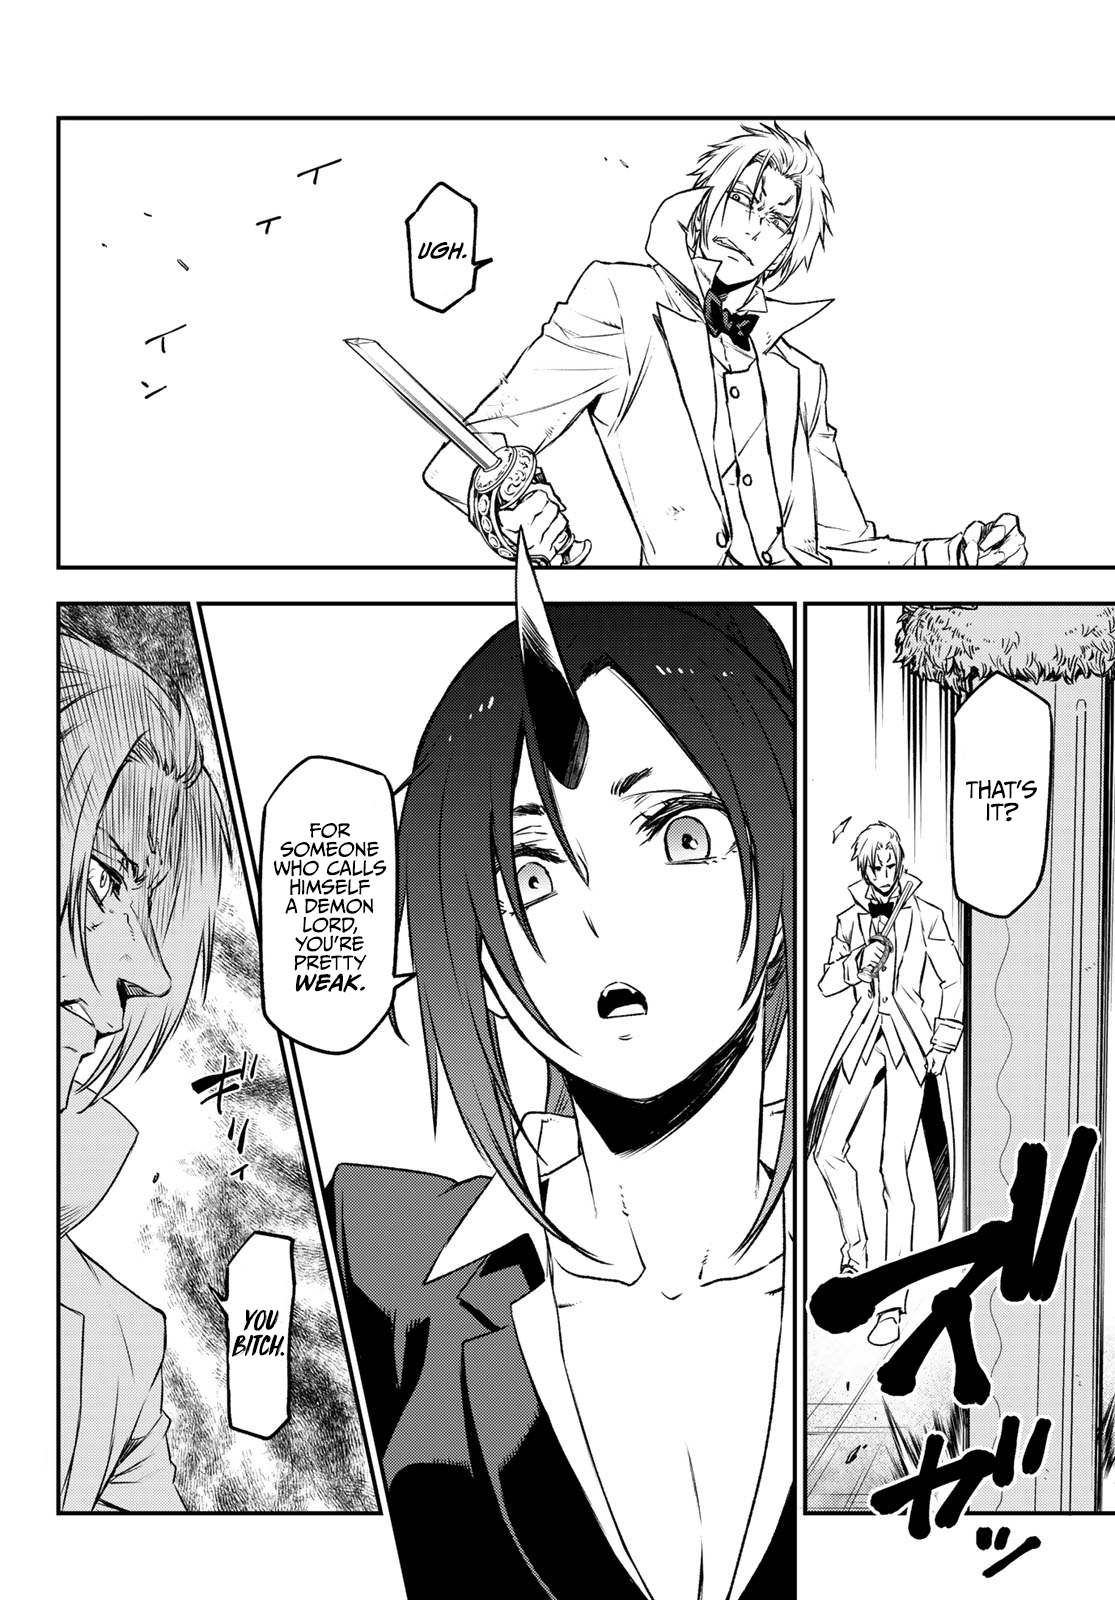 イ
イ
イ
ン
UGH.
THAT'S
IT?
ズ
ザッ
FOR
SOMEONE
WHO CALLS
HIMSELF
A DEMON
LORD,
YOU'RE
PRETTY
WEAK.
ギリ
YOU
BITCH.